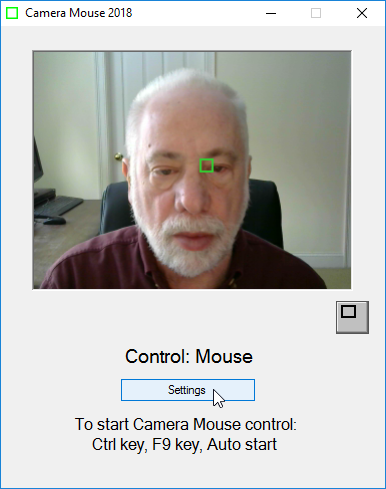 Camera Mouse 2018
Control: Mouse
Settings
To start Camera Mouse control:
Ctrl key, F9 key, Auto start